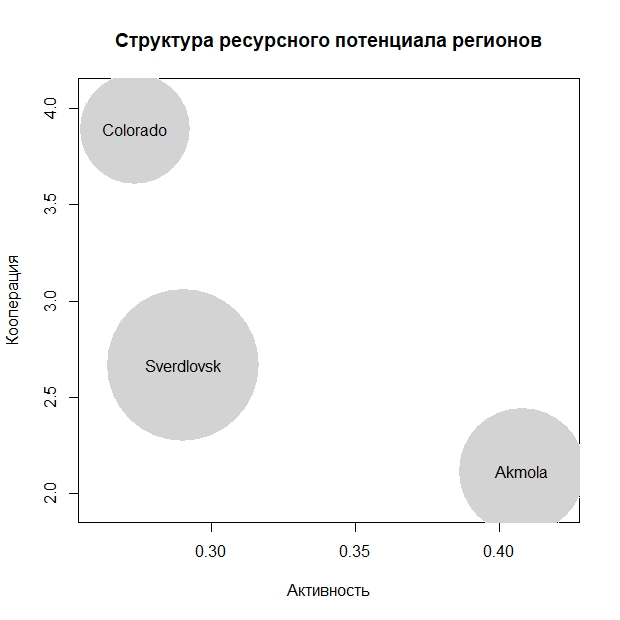 Структура ресурсного потенциала регионов
4.0
3.5
3.0
2.5
2.0
Кооперация
Colorado
Sverdlovsk
Akmola
0.30 0.35 0.40
Активность